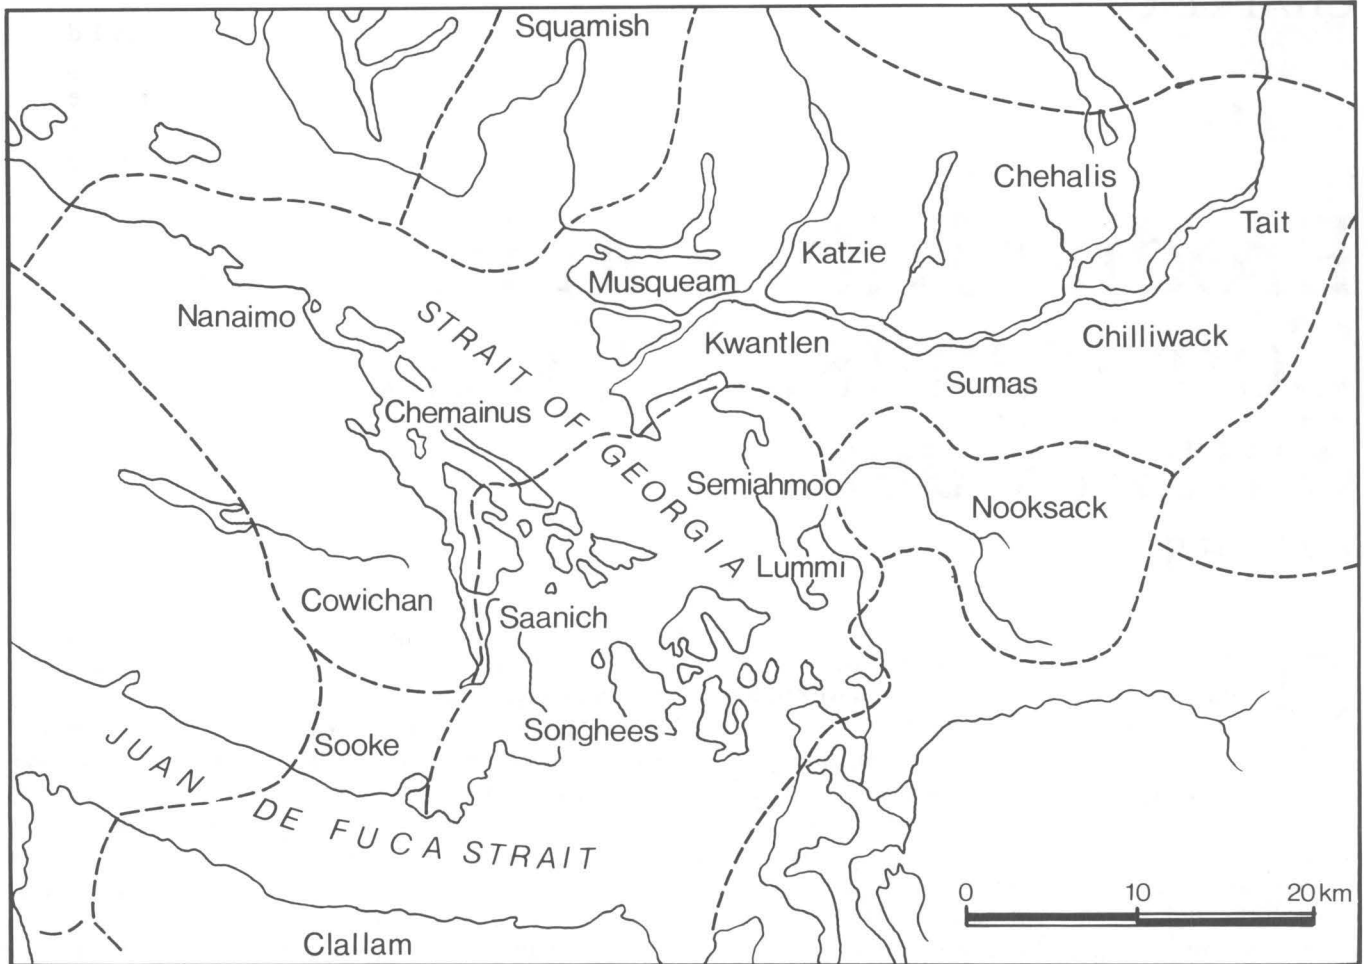 Squamish
Chehalis
Tait
Katzie
Musqueam
Nanaimo
STRAIT OF GEORGIA
Kwantlen
Chilliwack
Sumas
Chemainus
Semiahmoo
Nooksack
Lummi
Cowichan
Saanich
Songhees
Sooke
JUAN DE FUCA STRAIT
0 10 20 km
Clallam